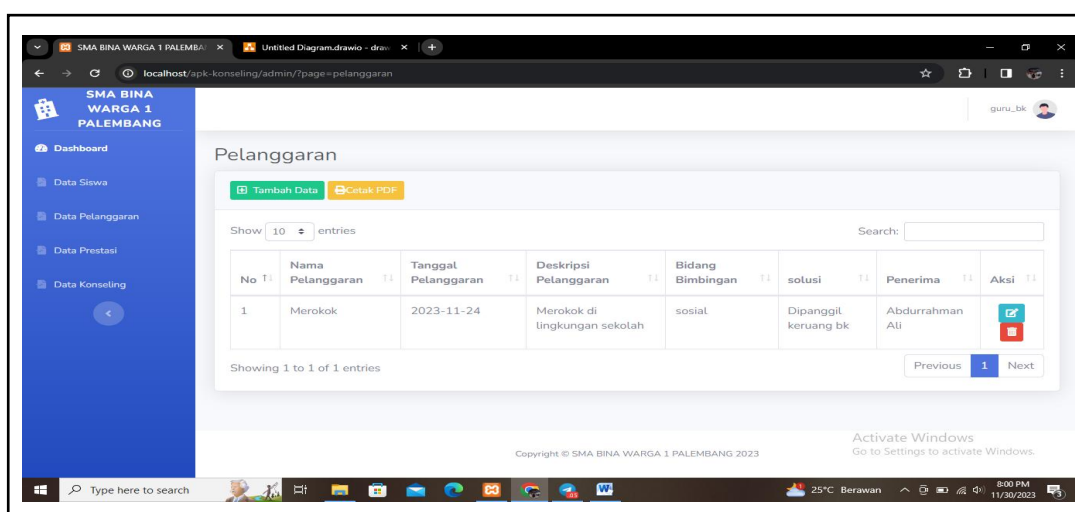 SMA BINA WARGA 1 PALEMBA
Untitled Diagram.drawio - draw
localhost/apk-konseling/admin/?page=pelanggaran
SMA BINA
WARGA 1
PALEMBANG
guru_bk
Dashboard
Data Siswa
Data Pelanggaran
Data Prestasi
Data Konseling
Pelanggaran
Tambah Data
Cetak PDF
Show 10 entries
Search:
No
Nama
Pelanggaran
Tanggal
Pelanggaran
Deskripsi
Pelanggaran
Bidang
Bimbingan
solusi
Penerima
Aksi
1
Merokok
2023-11-24
Merokok di
lingkungan sekolah
sosial
Dipanggil
keruang bk
Abdurrahman
Ali
Showing 1 to 1 of 1 entries
Previous 1 Next
Copyright © SMA BINA WARGA 1 PALEMBANG 2023
Activate Windows
Go to Settings to activate Windows.
Type here to search
25°C Berawan
8:00 PM
11/30/2023